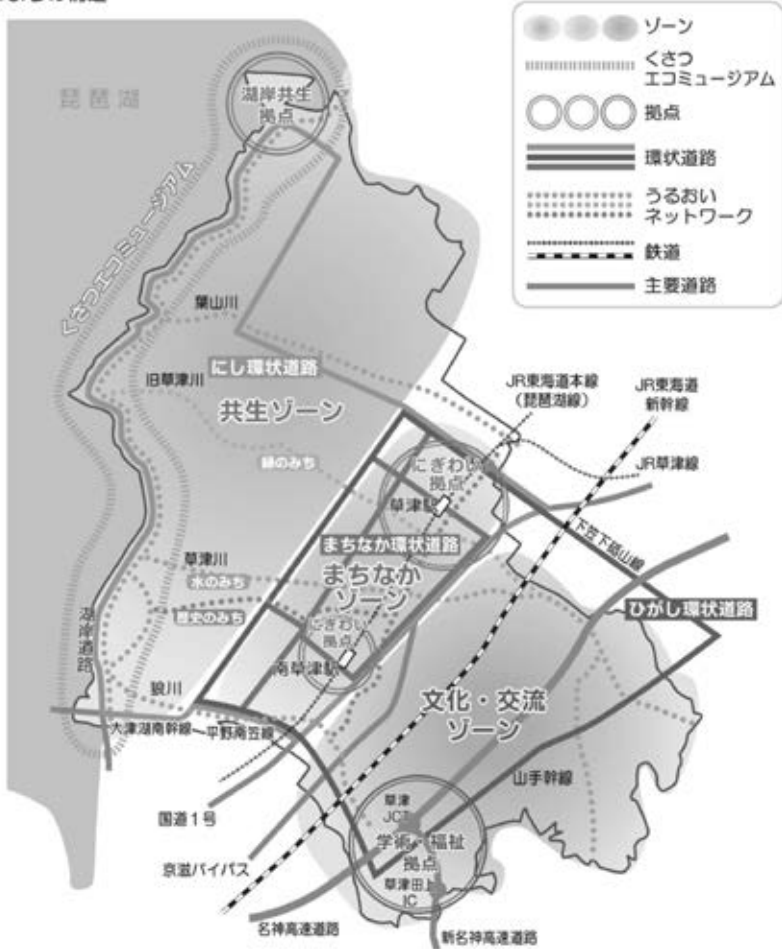 ゾーン
くさつ
エコミュージアム
拠点
環状道路
うるおい
ネットワーク
鉄道
主要道路
琵琶湖
湖岸共生
拠点
くさつエコミュージアム
葉山川
にし環状道路
旧草津川
共生ゾーン
JR東海道本線
(琵琶湖線)
JR東海道
新幹線
JR草津線
緑のみち
にぎわい
拠点
草津駅
下笠下砥山線
まちなか環状道路
草津川
まちなか
ゾーン
水のみち
歴史のみち
ひがし環状道路
湖岸道路
にぎわい
拠点
南草津駅
狼川
文化・交流
ゾーン
大津湖南幹線
平野南笠線
山手幹線
国道1号
草津
JCT
学術・福祉
拠点
京滋バイパス
草津田上
IC
名神高速道路
新名神高速道路